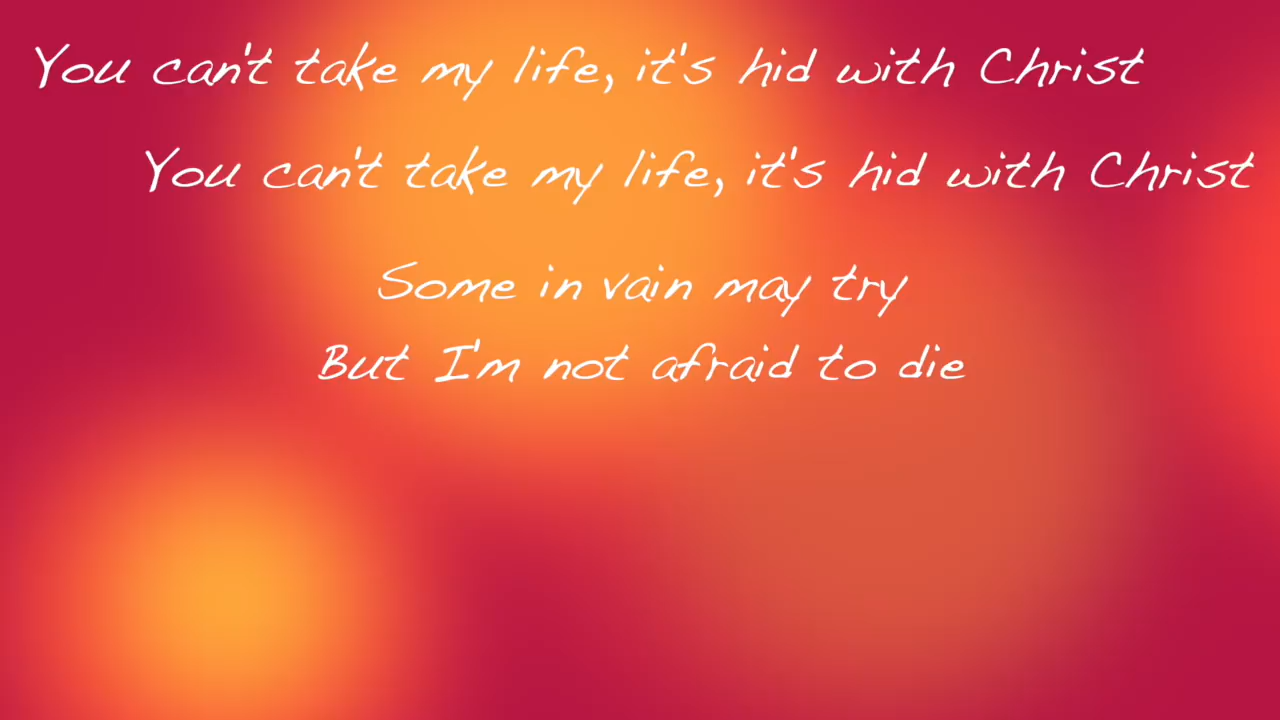 You can't take my life, it's hid with Christ
You can't take my life, it's hid with Christ
Some in vain may try
But I'm not afraid to die